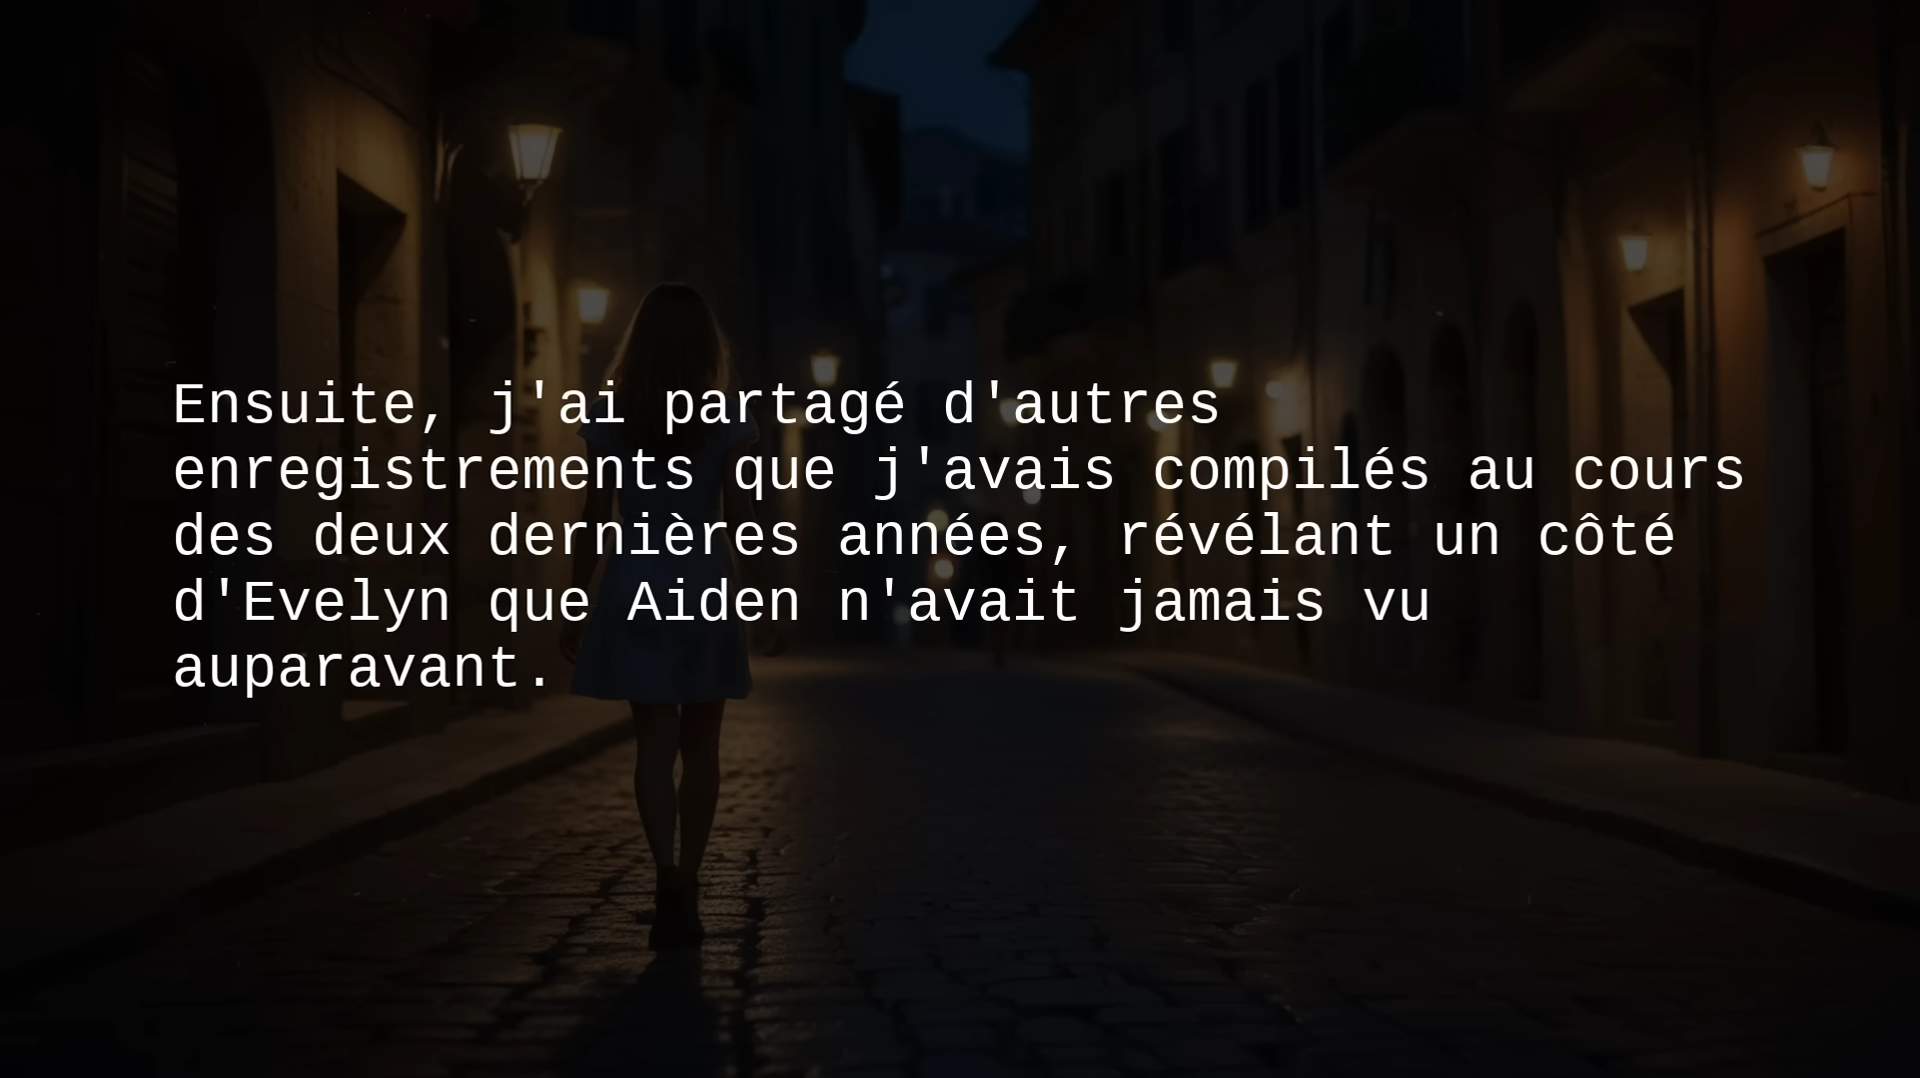 Ensuite, j'ai partagé d'autres
enregistrements que j'avais compilés au cours
des deux dernières années, révélant un côté
d'Evelyn que Aiden n'avait jamais vu
auparavant.